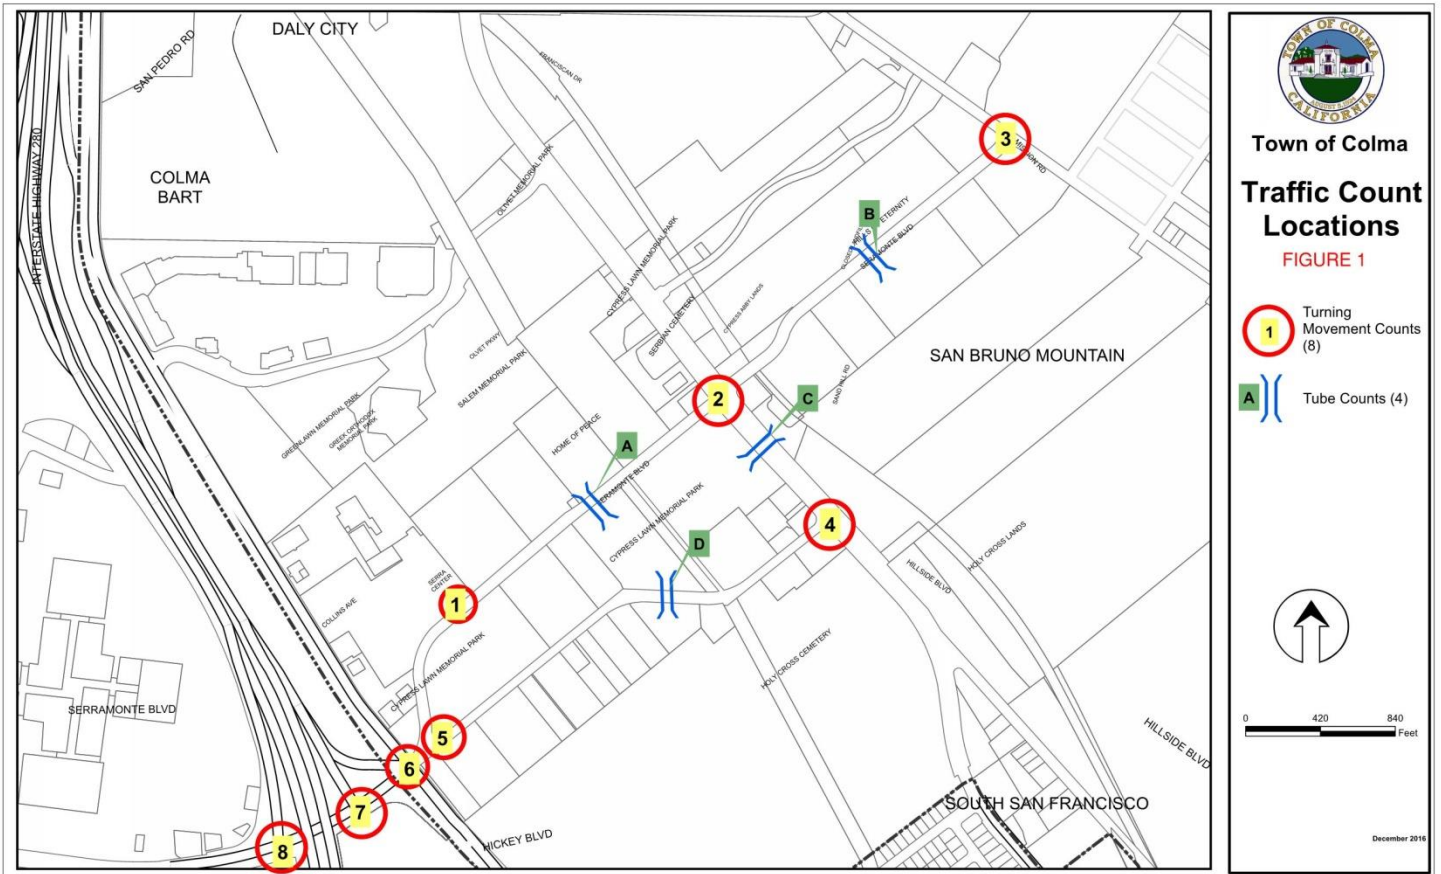 DALY CITY
SAN PEDRO RD
FRANCISCAN DR
INTERSTATE HIGHWAY 280
COLMA
BART
OLIVET MEMORIAL PARK
3
MISSION RD
B
ETERNITY
SERRAMONTE BLVD
CYPRESS LAWN MEMORIAL PARK
SERBIAN CEMETERY
CYPRESS ABBY LANDS
OLIVET PKWY
SALEM MEMORIAL PARK
SAN BRUNO MOUNTAIN
SAND HILL RD
2
C
GREENLAWN MEMORIAL PARK
GREEK ORTHODOX
MEMORIAL PARK
HOME OF PEACE
A
SERRAMONTE BLVD
CYPRESS LAWN MEMORIAL PARK
4
D
HOLY CROSS LANDS
HILLSIDE BLVD
SERRA
CENTER
1
COLLINS AVE
CYPRESS LAWN MEMORIAL PARK
HOLY CROSS CEMETERY
SERRAMONTE BLVD
5
6
7
8
HICKEY BLVD
HILLSIDE BLVD
SOUTH SAN FRANCISCO
TOWN OF COLMA
CALIFORNIA
Town of Colma
Traffic Count
Locations
FIGURE 1
1
Turning
Movement Counts
(8)
A
Tube Counts (4)
0 420 840
Feet
December 2016